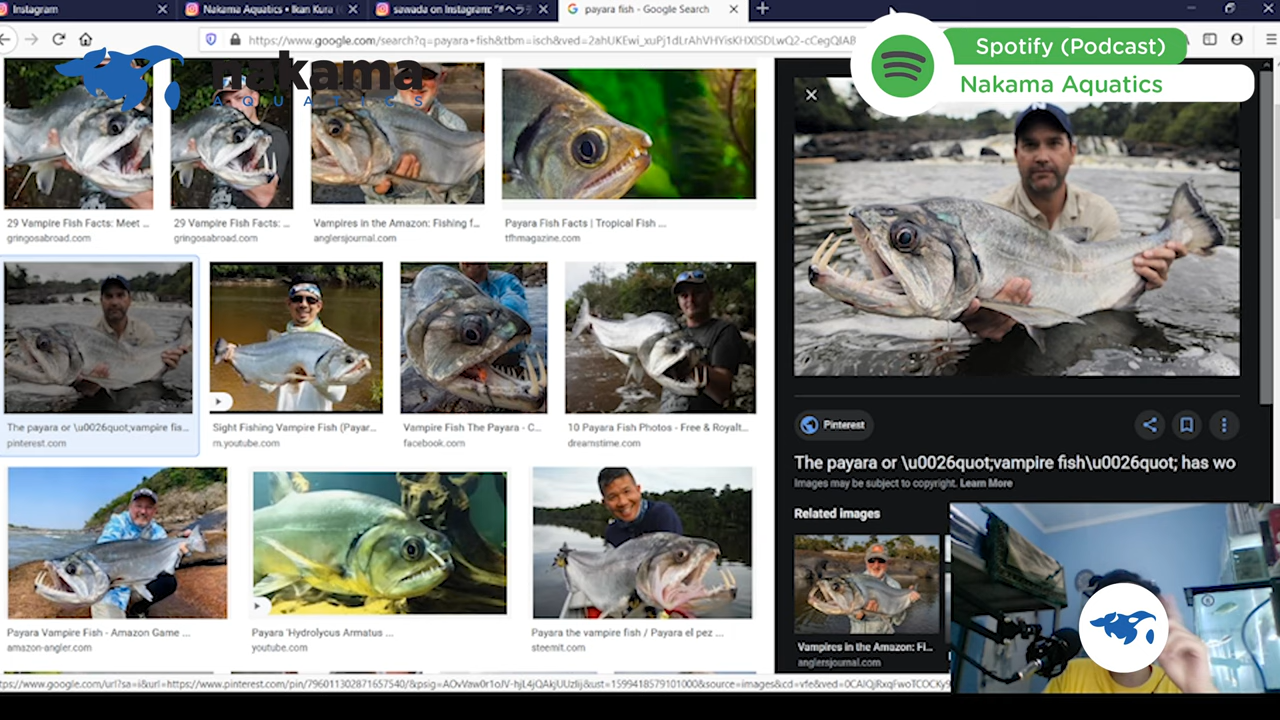 Instagram
Nakama Aquatics • Ikan Kura (
sawada on Instagram: "#ヘラチ
payara fish - Google Search
https://www.google.com/search?q=payara+fish&tbm=isch&ved=2ahUKEwi_xuPj1dLrAhVHYisKHXISDLwQ2-cCegQIAB
nakama
AQUATICS
Spotify (Podcast)
Nakama Aquatics
29 Vampire Fish Facts: Meet ...
gringosabroad.com
29 Vampire Fish Facts: ...
gringosabroad.com
Vampires in the Amazon: Fishing f...
anglersjournal.com
Payara Fish Facts | Tropical Fish ...
tfhmagazine.com
The payara or \u0026quot;vampire fis...
pinterest.com
Sight Fishing Vampire Fish (Payar...
m.youtube.com
Vampire Fish The Payara - C...
facebook.com
10 Payara Fish Photos - Free & Royalt...
dreamstime.com
Payara Vampire Fish - Amazon Game ...
amazon-angler.com
Payara 'Hydrolycus Armatus ...
youtube.com
Payara the vampire fish / Payara el pez ...
steemit.com
Pinterest
The payara or \u0026quot;vampire fish\u0026quot; has wo
Images may be subject to copyright. Learn More
Related images
Vampires in the Amazon: Fi...
anglersjournal.com